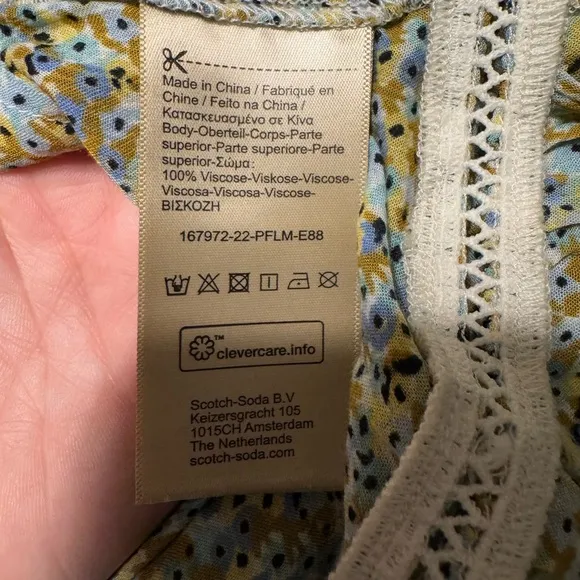 Made in China / Fabriqué en
Chine / Feito na China /
Κατασκευασμένο σε Κίνα
Body-Oberteil-Corps-Parte
superior-Parte superiore-Parte
superior-Σώμα:
100% Viscose-Viskose-Viscose-
Viscosa-Viscosa-Viscose-
ΒΙΣΚΟΖΗ
167972-22-PFLM-E88
™
clevercare.info
Scotch-Soda B.V
Keizersgracht 105
1015CH Amsterdam
The Netherlands
scotch-soda.com